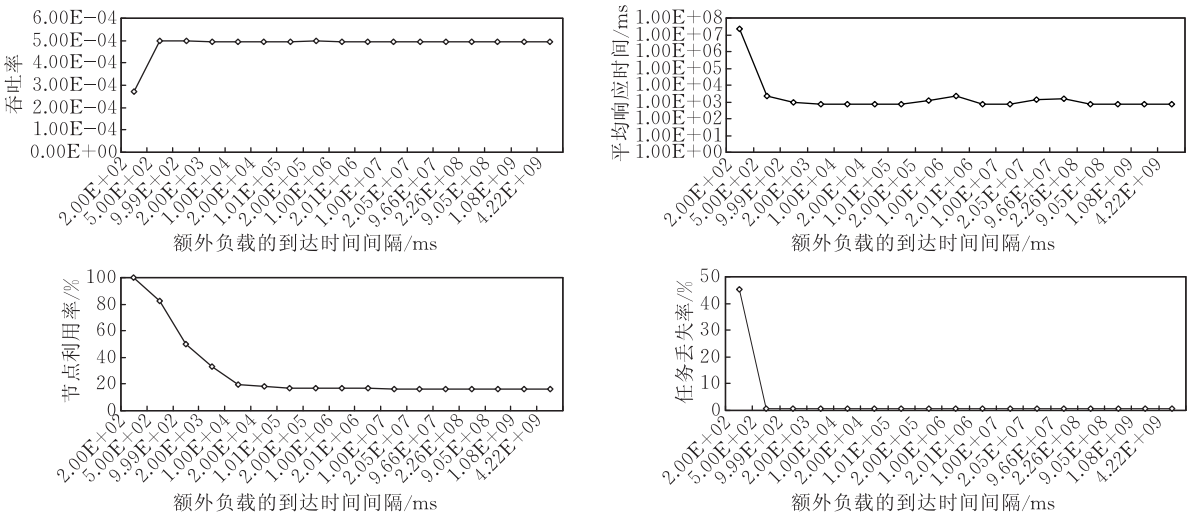 6.00E−04
5.00E−04
4.00E−04
3.00E−04
2.00E−04
1.00E−04
0.00E+00
吞吐率
2.00E+02
5.00E+02
9.99E+02
2.00E+03
1.00E+04
2.00E+04
1.01E+05
2.00E+05
1.00E+06
2.01E+06
1.00E+07
2.05E+07
9.66E+07
2.26E+08
9.05E+08
1.08E+09
4.22E+09
额外负载的到达时间间隔/ms
1.00E+08
1.00E+07
1.00E+06
1.00E+05
1.00E+04
1.00E+03
1.00E+02
1.00E+01
1.00E+00
平均响应时间/ms
2.00E+02
5.00E+02
9.99E+02
2.00E+03
1.00E+04
2.00E+04
1.01E+05
2.00E+05
1.00E+06
2.01E+06
1.00E+07
2.05E+07
9.66E+07
2.26E+08
9.05E+08
1.08E+09
4.22E+09
额外负载的到达时间间隔/ms
100
80
60
40
20
0
节点利用率/%
2.00E+02
5.00E+02
9.99E+02
2.00E+03
1.00E+04
2.00E+04
1.01E+05
2.00E+05
1.00E+06
2.01E+06
1.00E+07
2.05E+07
9.66E+07
2.26E+08
9.05E+08
1.08E+09
4.22E+09
额外负载的到达时间间隔/ms
50
40
30
20
10
0
任务丢失率/%
2.00E+02
5.00E+02
9.99E+02
2.00E+03
1.00E+04
2.00E+04
1.01E+05
2.00E+05
1.00E+06
2.01E+06
1.00E+07
2.05E+07
9.66E+07
2.26E+08
9.05E+08
1.08E+09
4.22E+09
额外负载的到达时间间隔/ms